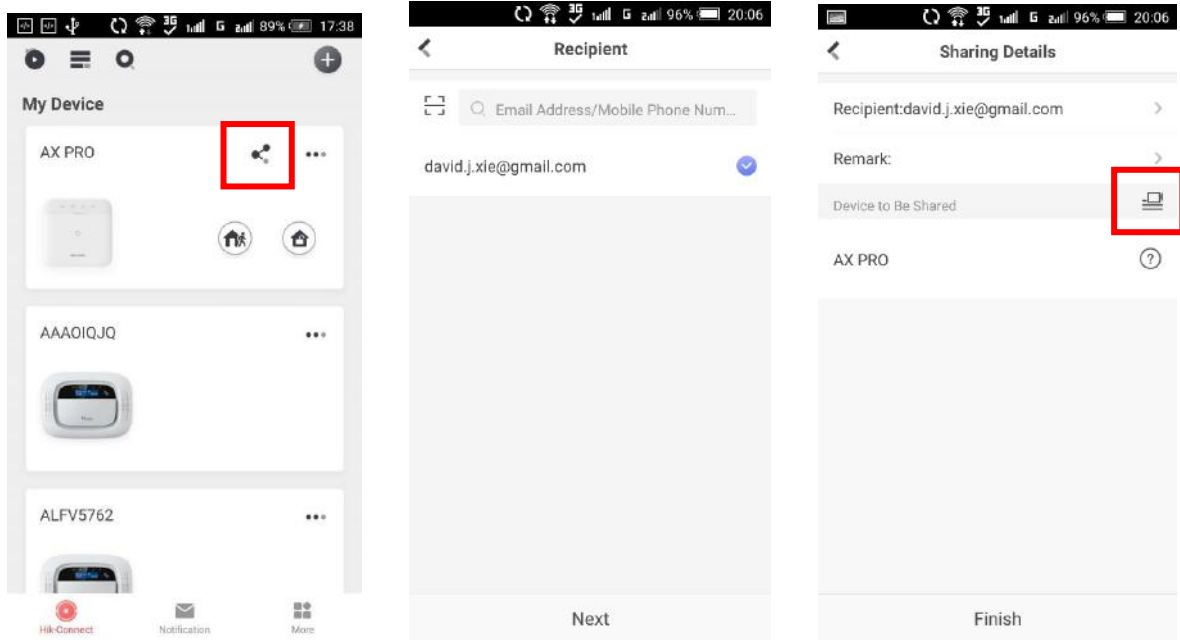 3G
G
89%
17:38
My Device
AX PRO
AAAOIQJQ
ALFV5762
Hik-Connect
Notification
More
3G
G
96%
20:06
Recipient
Email Address/Mobile Phone Num...
david.j.xie@gmail.com
Next
3G
G
96%
20:06
Sharing Details
Recipient:david.j.xie@gmail.com
Remark:
Device to Be Shared
AX PRO
Finish